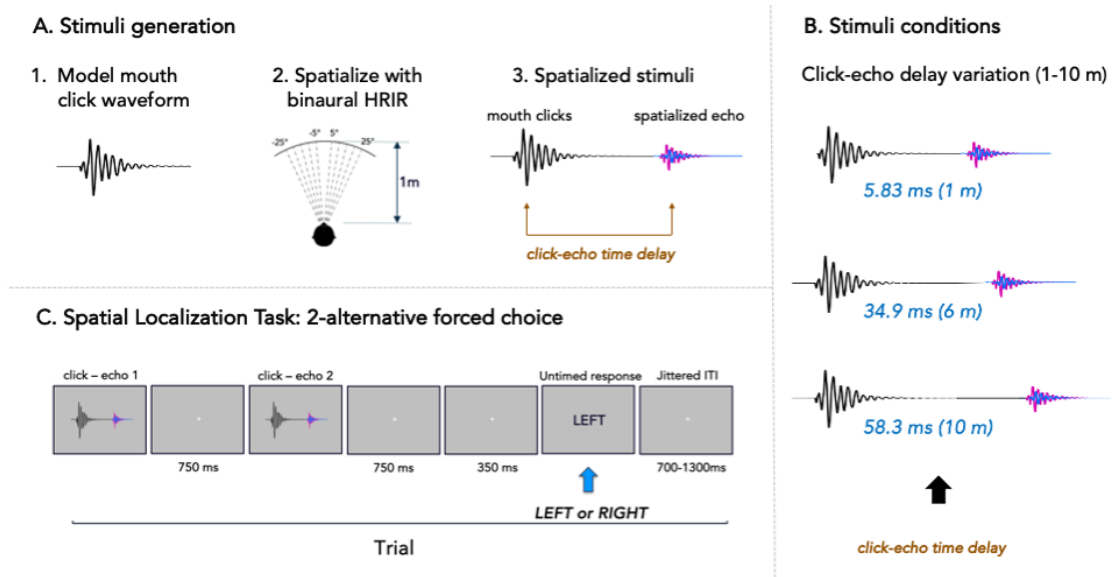 A. Stimuli generation
1. Model mouth
click waveform
2. Spatialize with
binaural HRIR
-25°
-5°
5°
25°
1m
3. Spatialized stimuli
mouth clicks
spatialized echo
click-echo time delay
B. Stimuli conditions
Click-echo delay variation (1-10 m)
5.83 ms (1 m)
34.9 ms (6 m)
58.3 ms (10 m)
click-echo time delay
C. Spatial Localization Task: 2-alternative forced choice
click – echo 1
click – echo 2
Untimed response
Jittered ITI
LEFT
750 ms
750 ms
350 ms
700-1300ms
LEFT or RIGHT
Trial